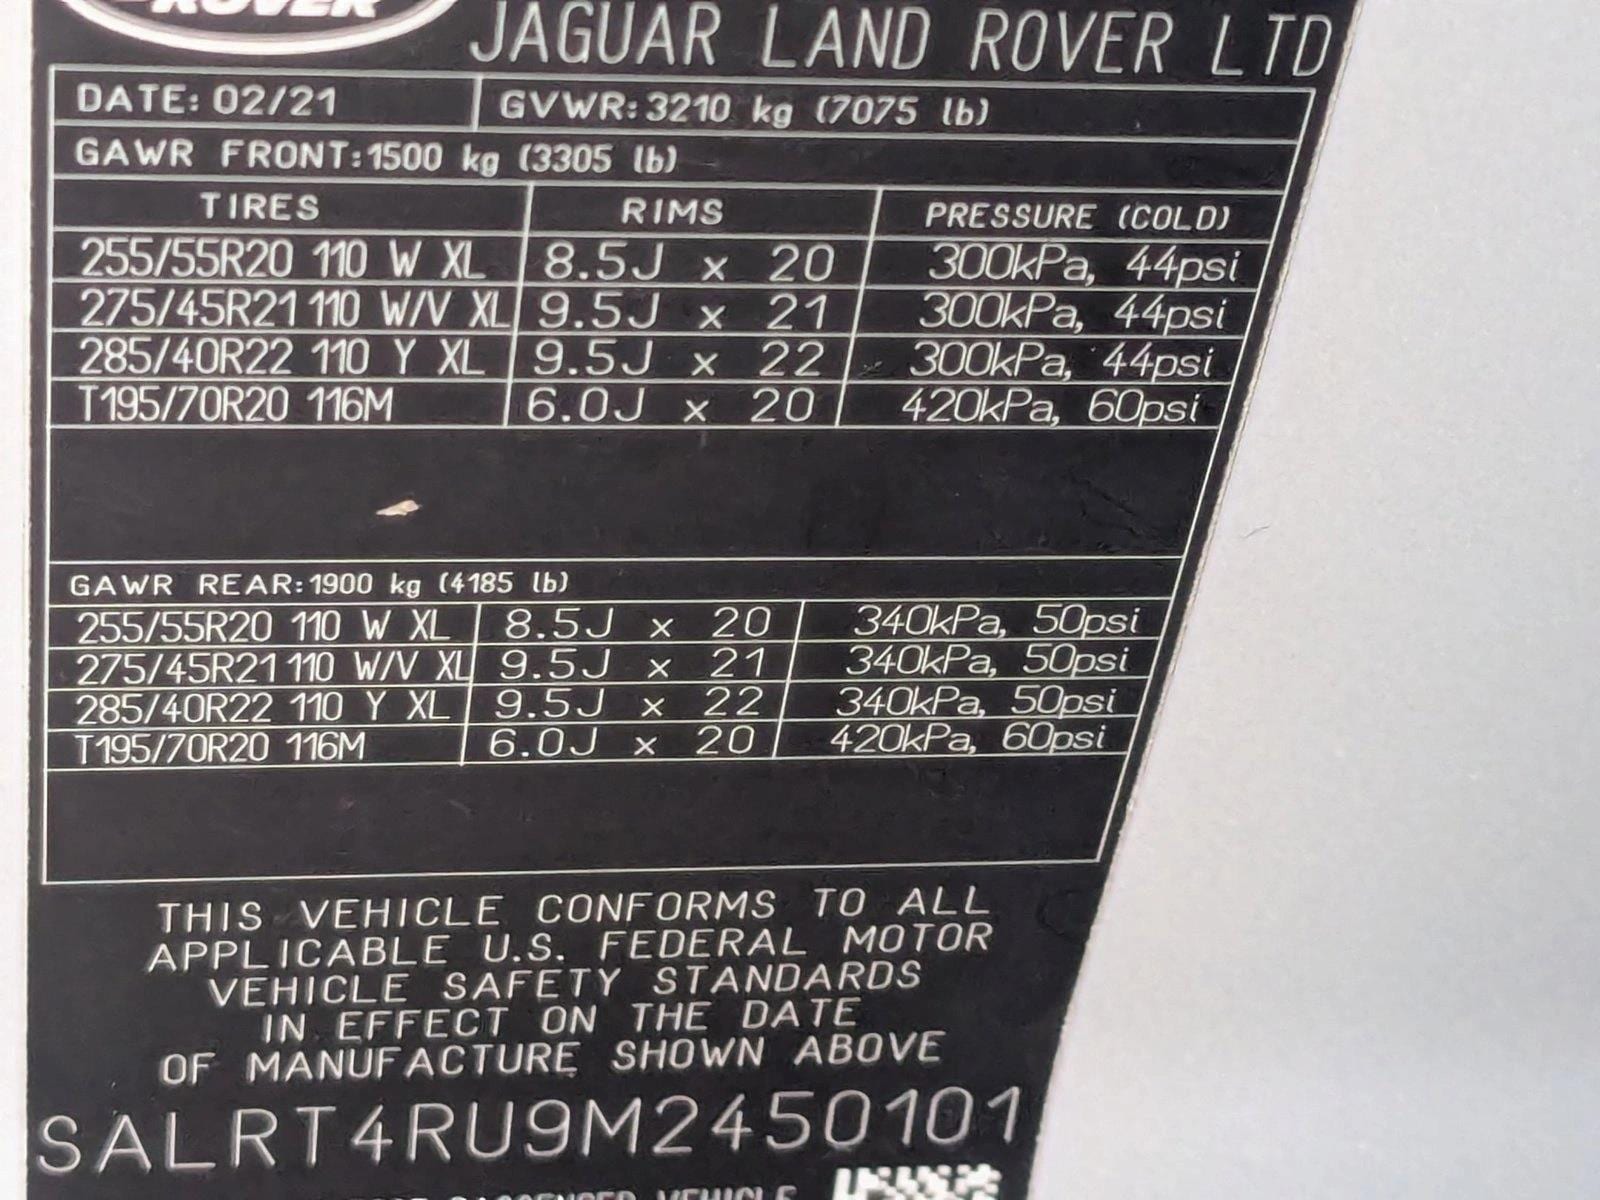 ROVER
JAGUAR LAND ROVER LTD
DATE: 02/21 GVWR: 3210 kg (7075 lb)
GAWR FRONT: 1500 kg (3305 lb)
TIRES RIMS PRESSURE (COLD)
255/55R20 110 W XL 8.5J x 20 300kPa, 44psi
275/45R21 110 W/V XL 9.5J x 21 300kPa, 44psi
285/40R22 110 Y XL 9.5J x 22 300kPa, 44psi
T195/70R20 116M 6.0J x 20 420kPa, 60psi
GAWR REAR: 1900 kg (4185 lb)
255/55R20 110 W XL 8.5J x 20 340kPa, 50psi
275/45R21 110 W/V XL 9.5J x 21 340kPa, 50psi
285/40R22 110 Y XL 9.5J x 22 340kPa, 50psi
T195/70R20 116M 6.0J x 20 420kPa, 60psi
THIS VEHICLE CONFORMS TO ALL
APPLICABLE U.S. FEDERAL MOTOR
VEHICLE SAFETY STANDARDS
IN EFFECT ON THE DATE
OF MANUFACTURE SHOWN ABOVE
SALRT4RU9M2450101
PASSENGER VEHICLE